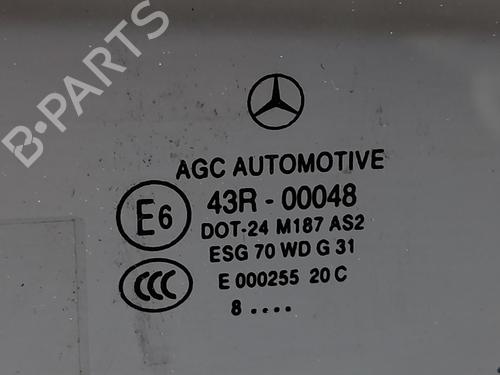 B-PARTS
AGC AUTOMOTIVE
E6
43R - 00048
DOT-24 M187 AS2
ESG 70 WD G 31
CCC
E 000255 20 C
8 ....